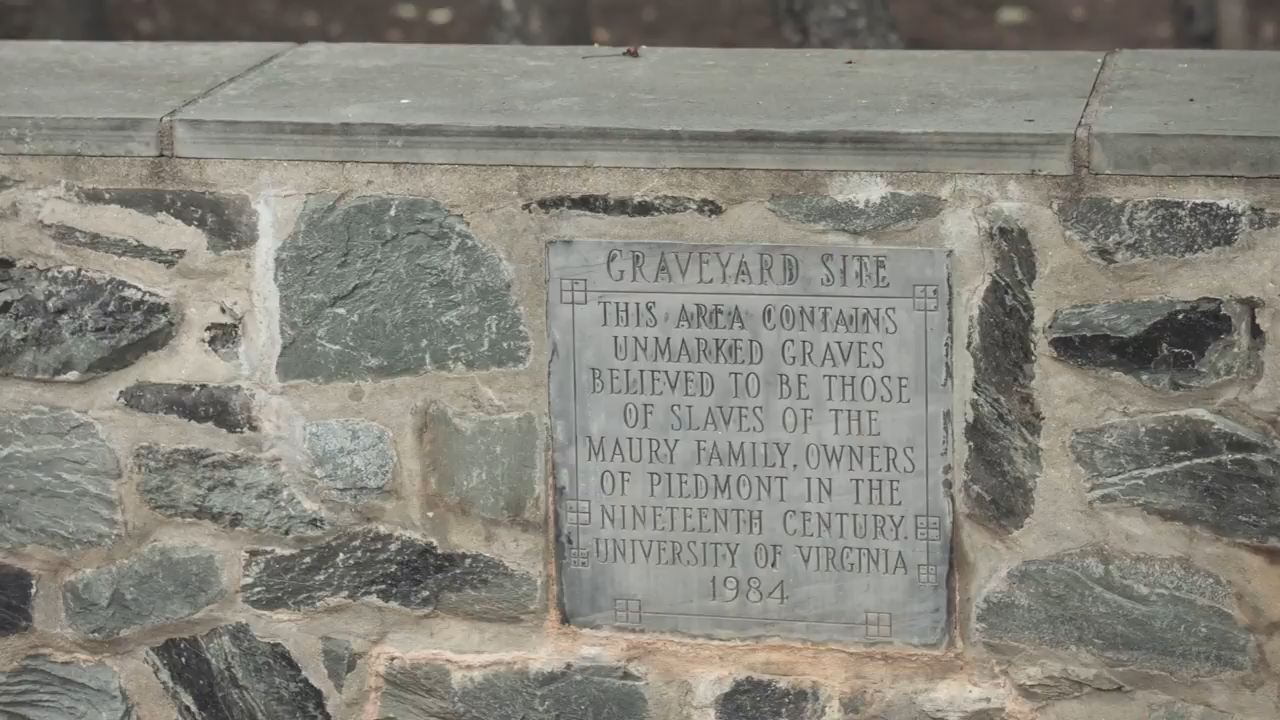 GRAVEYARD SITE
THIS AREA CONTAINS
UNMARKED GRAVES
BELIEVED TO BE THOSE
OF SLAVES OF THE
MAURY FAMILY, OWNERS
OF PIEDMONT IN THE
NINETEENTH CENTURY.
UNIVERSITY OF VIRGINIA
1984